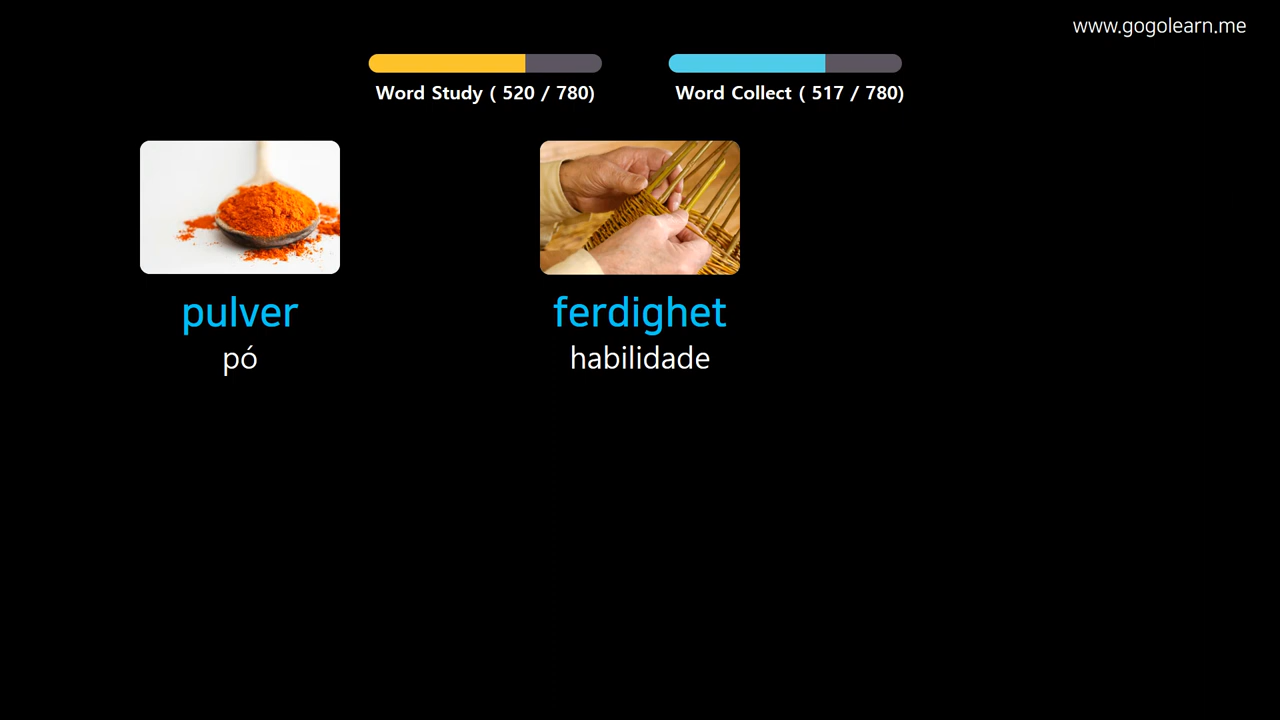 www.gogolearn.me
Word Study ( 520 / 780)
Word Collect ( 517 / 780)
pulver
pó
ferdighet
habilidade